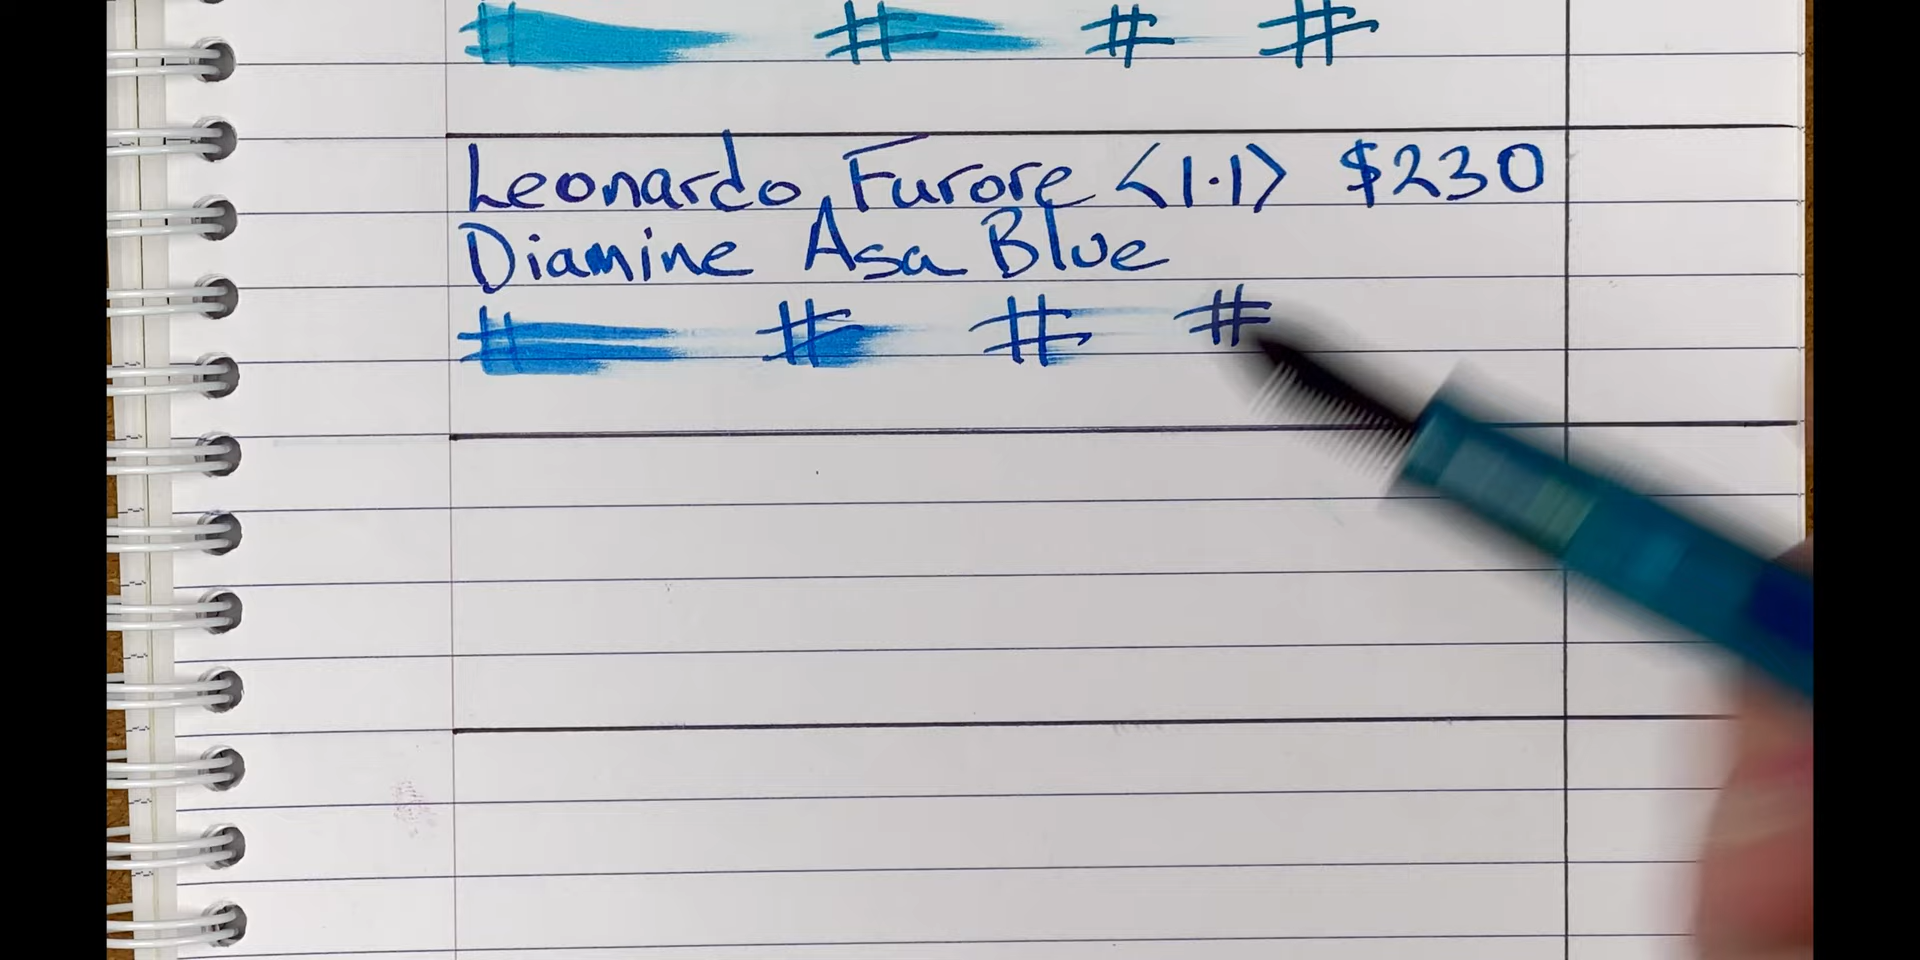 # # # #
Leonardo Furore <1.1> $230
Diamine Asa Blue
# # # #